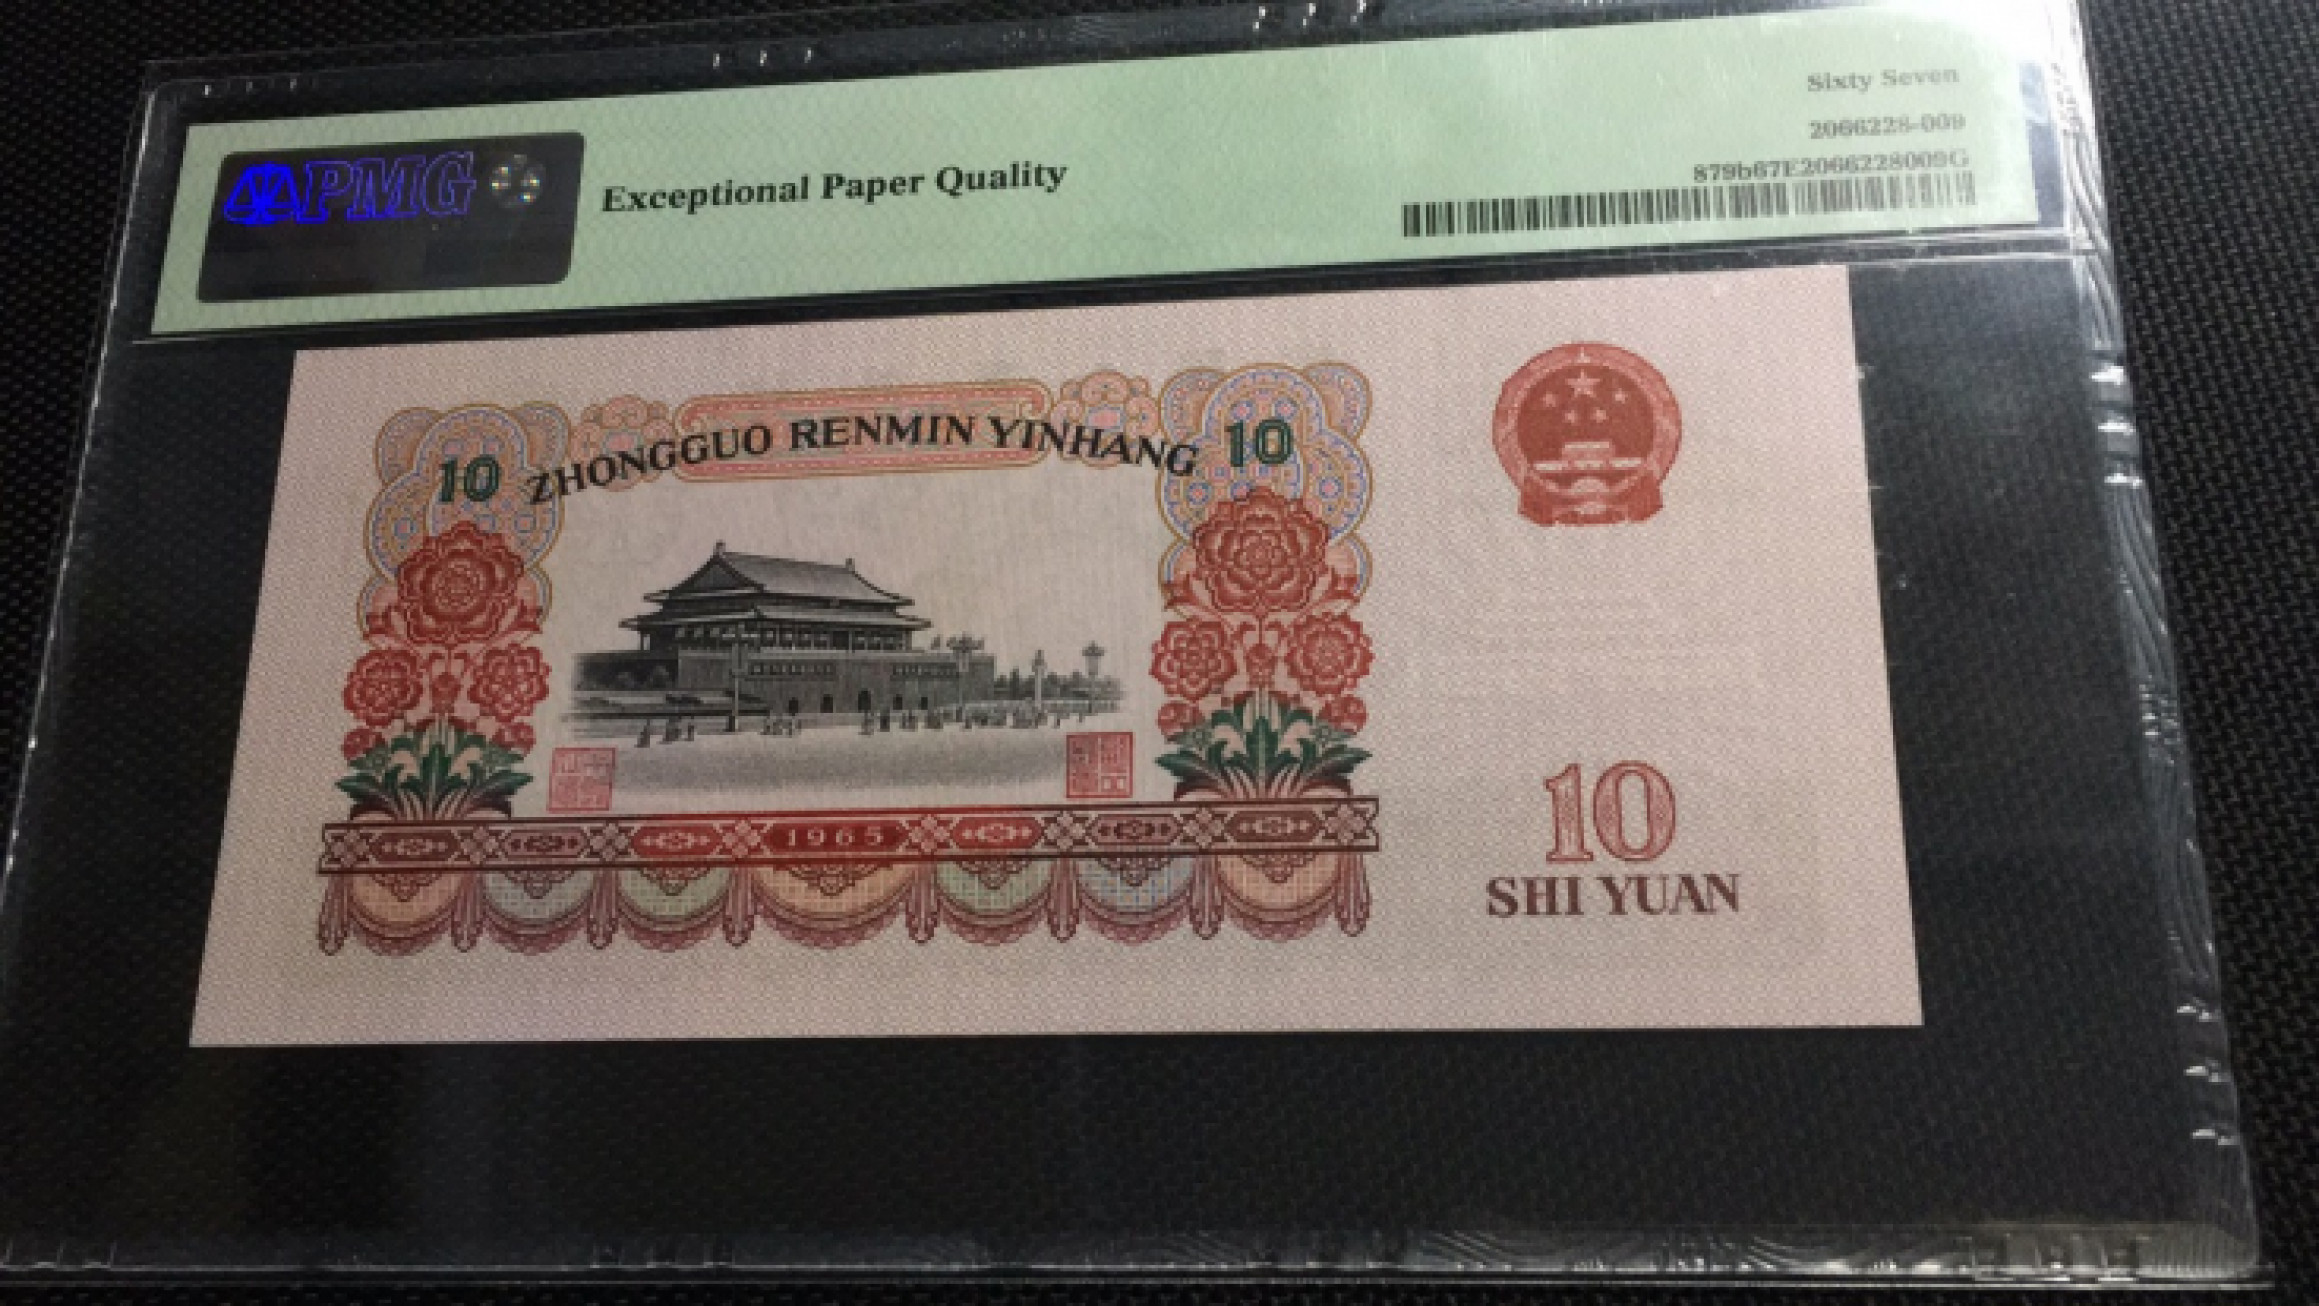 Sixty Seven
2066228-009
879b67E2066228009G
PMG
Exceptional Paper Quality
10 ZHONGGUO RENMIN YINHANG 10
1965
10
SHI YUAN